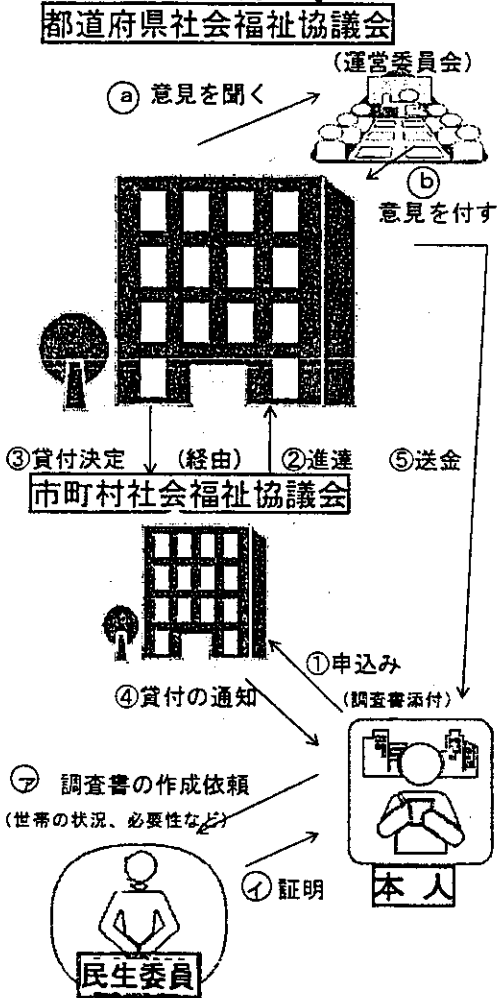 都道府県社会福祉協議会
(運営委員会)
ⓐ 意見を聞く
ⓑ
意見を付す
③貸付決定 (経由) ②進達 ⑤送金
市町村社会福祉協議会
①申込み
(調査書添付)
④貸付の通知
㋐ 調査書の作成依頼
(世帯の状況、必要性など)
㋑ 証明
本人
民生委員